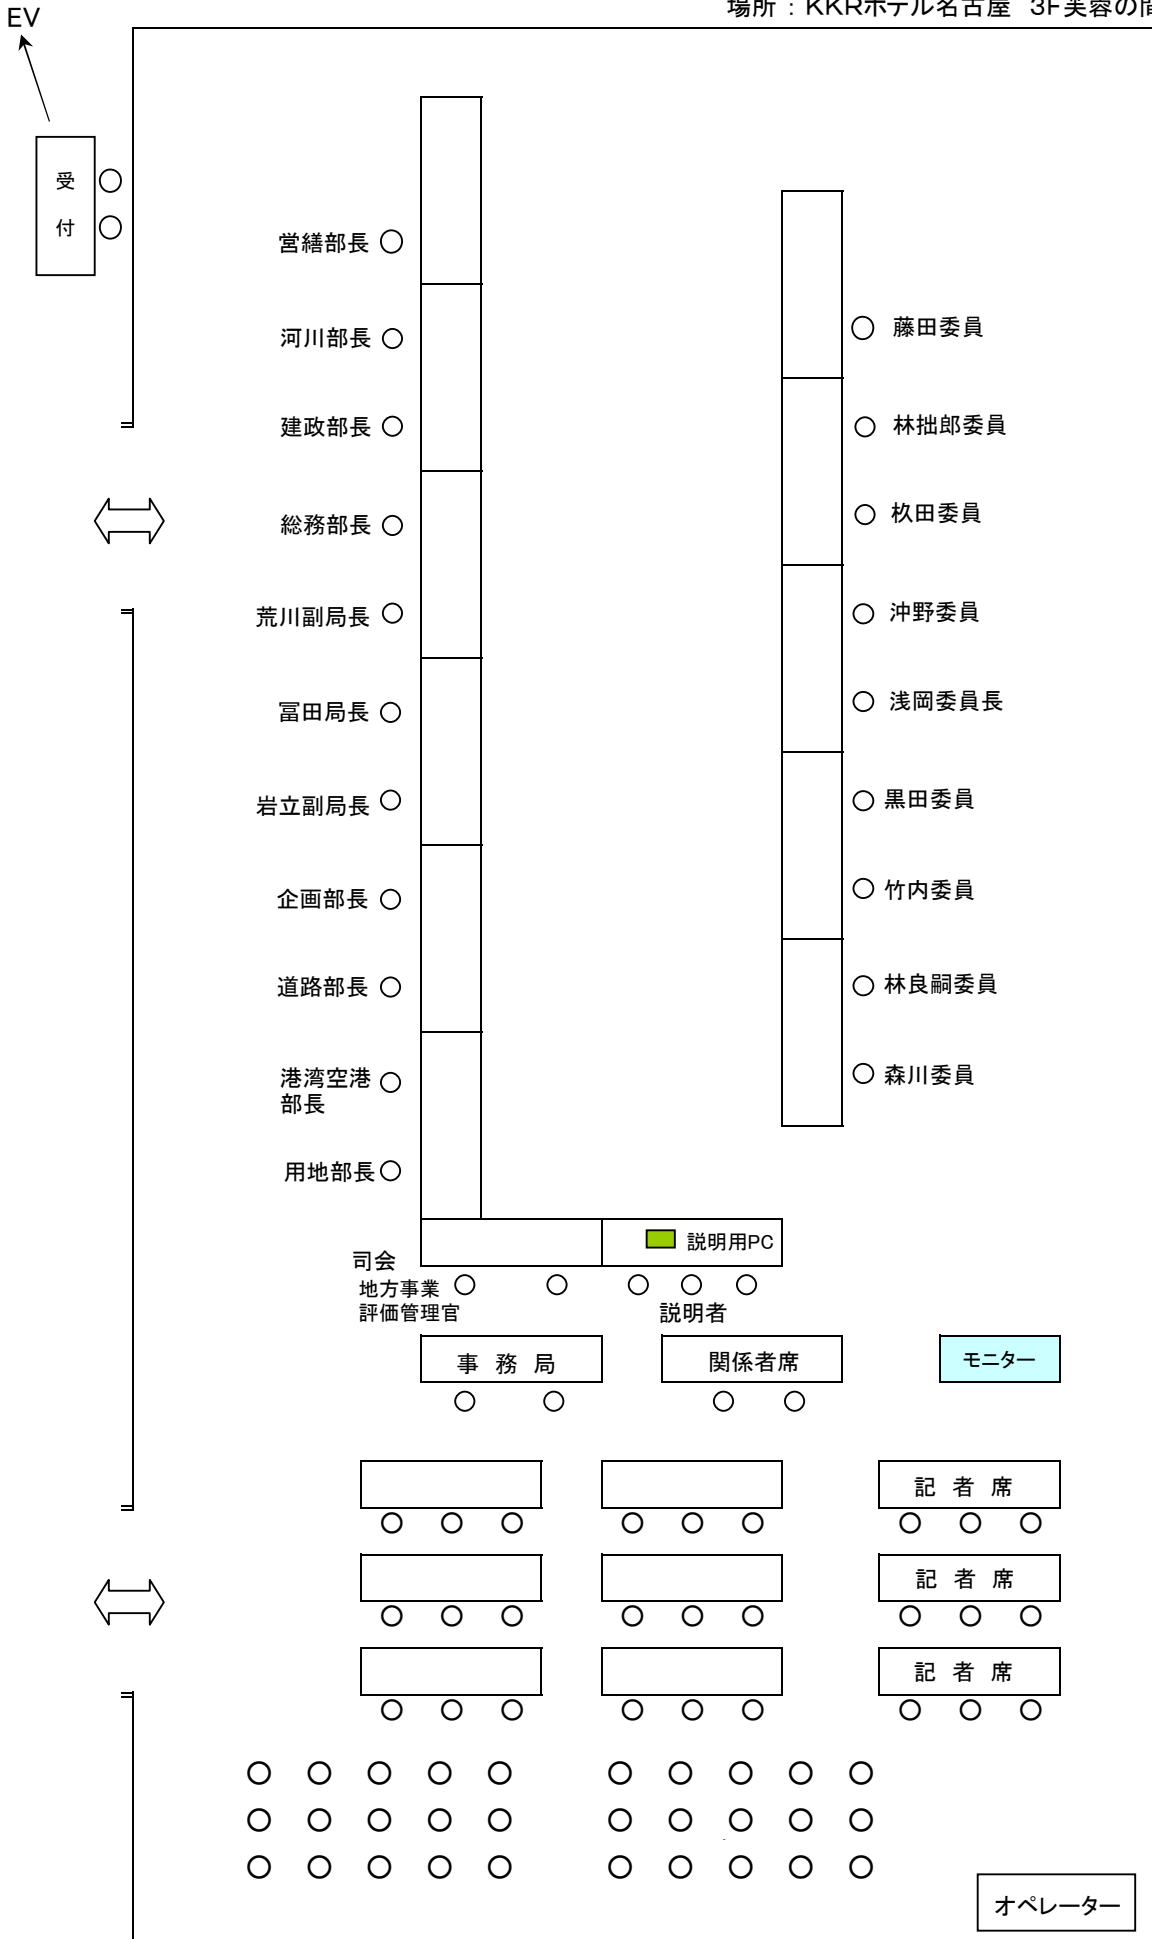 場所 : KKRホテル名古屋 3F芙蓉の間
EV
受
付
営繕部長
河川部長
建政部長
総務部長
荒川副局長
冨田局長
岩立副局長
企画部長
道路部長
港湾空港
部長
用地部長
藤田委員
林拙郎委員
杁田委員
沖野委員
浅岡委員長
黒田委員
竹内委員
林良嗣委員
森川委員
説明用PC
司会
地方事業
評価管理官
説明者
事 務 局
関係者席
モニター
記 者 席
記 者 席
記 者 席
オペレーター